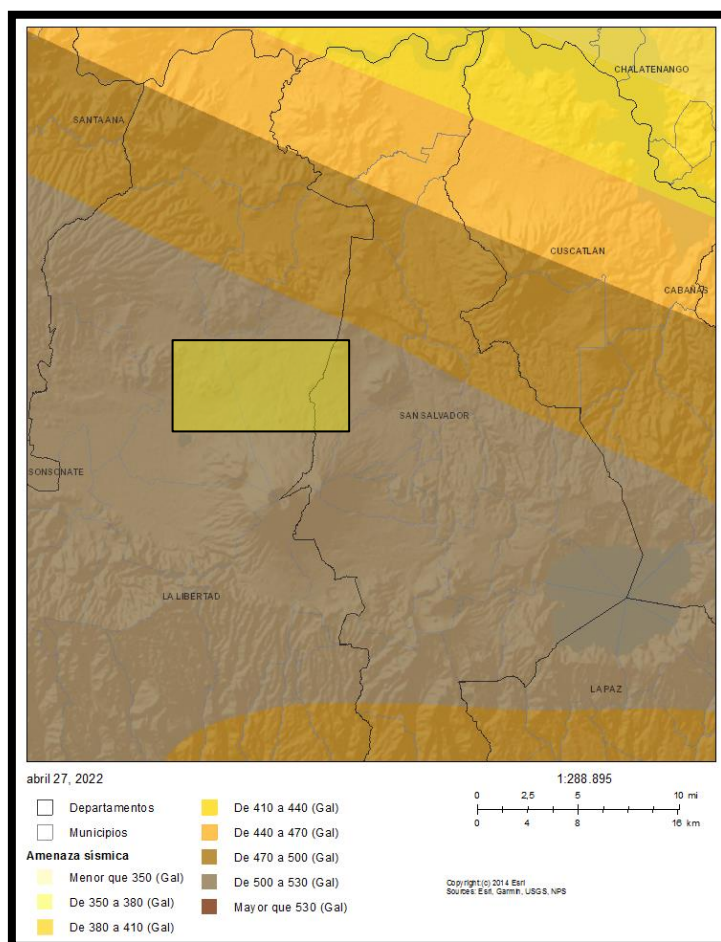 CHALATENANGO
SANTA ANA
CUSCATLÁN
CABAÑAS
SAN SALVADOR
SONSONATE
LA LIBERTAD
LA PAZ
abril 27, 2022
1:288.895
0 2,5 5 10 mi
0 4 8 16 km
Departamentos
Municipios
Amenaza sísmica
Menor que 350 (Gal)
De 350 a 380 (Gal)
De 380 a 410 (Gal)
De 410 a 440 (Gal)
De 440 a 470 (Gal)
De 470 a 500 (Gal)
De 500 a 530 (Gal)
Mayor que 530 (Gal)
Copyright:(c) 2014 Esri
Sources: Esri, Garmin, USGS, NPS